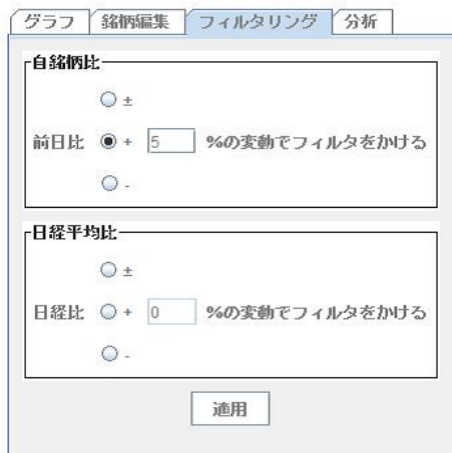 グラフ 銘柄編集 フィルタリング 分析
自銘柄比
±
前日比 + 5 %の変動でフィルタをかける
-
日経平均比
±
日経比 + 0 %の変動でフィルタをかける
-
適用